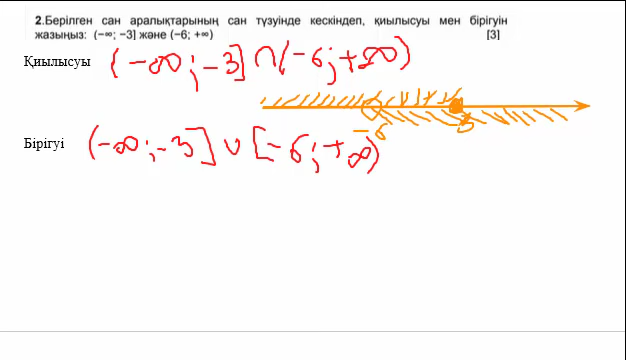 2.Берілген сан аралықтарының сан түзуінде кескіндеп, қиылысуы мен бірігуін
жазыңыз: (−∞; −3] және (−6; +∞) [3]
Қиылысуы (−∞; −3] ∩ (−6; +∞)
−6 −3
Бірігуі (−∞; −3] ∪ [−6; +∞)